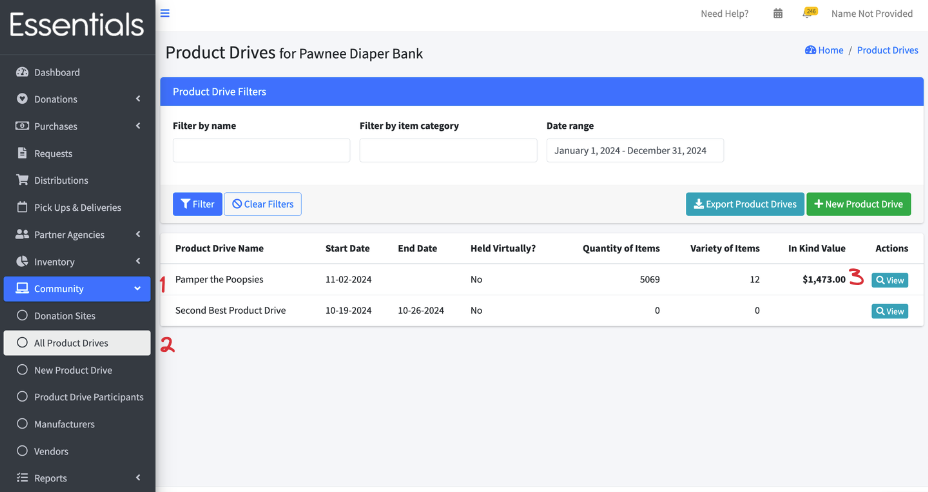 Essentials
Need Help?
246
Name Not Provided
Product Drives for Pawnee Diaper Bank
Home / Product Drives
Dashboard
Donations
Purchases
Requests
Distributions
Pick Ups & Deliveries
Partner Agencies
Inventory
Community
Donation Sites
All Product Drives
New Product Drive
Product Drive Participants
Manufacturers
Vendors
Reports
Product Drive Filters
Filter by name Filter by item category Date range
January 1, 2024 - December 31, 2024
Filter Clear Filters Export Product Drives New Product Drive
Product Drive Name Start Date End Date Held Virtually? Quantity of Items Variety of Items In Kind Value Actions
1 Pamper the Poopsies 11-02-2024 No 5069 12 $1,473.00 3 View
Second Best Product Drive 10-19-2024 10-26-2024 No 0 0 View
2